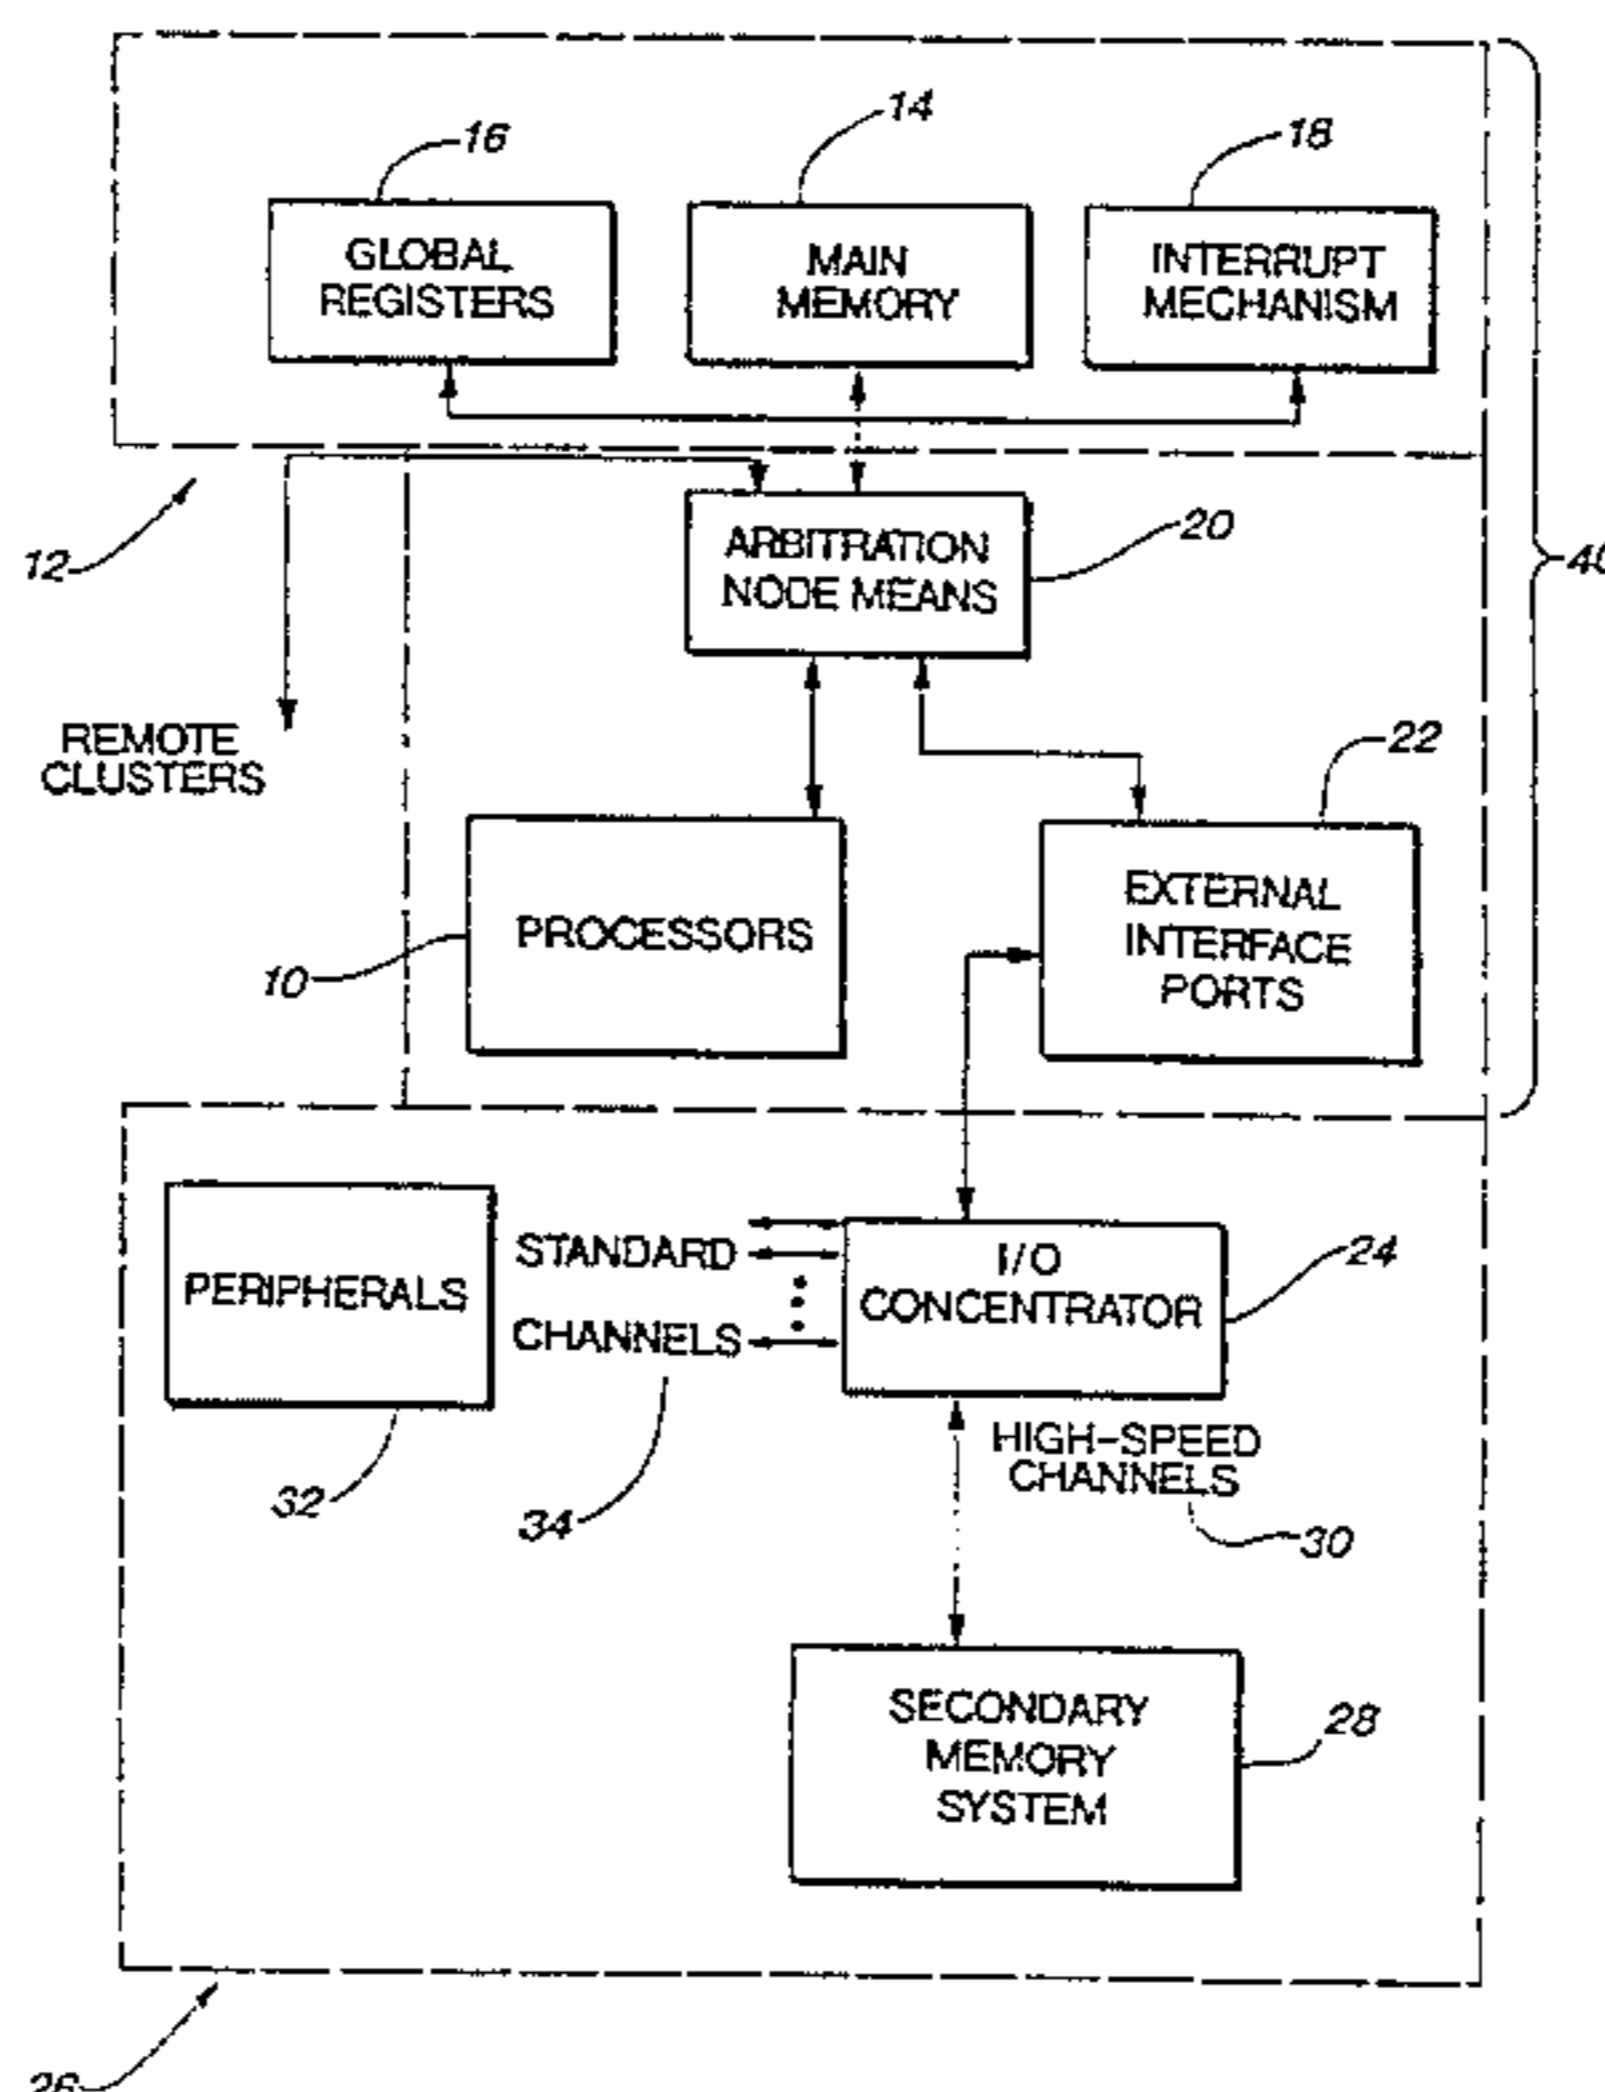 16
14
18
GLOBAL
REGISTERS
MAIN
MEMORY
INTERRUPT
MECHANISM
12
ARBITRATION
NODE MEANS
20
40
REMOTE
CLUSTERS
22
PROCESSORS
10
EXTERNAL
INTERFACE
PORTS
PERIPHERALS
STANDARD
CHANNELS
I/O
CONCENTRATOR
24
32
34
HIGH-SPEED
CHANNELS
30
SECONDARY
MEMORY
SYSTEM
28
26